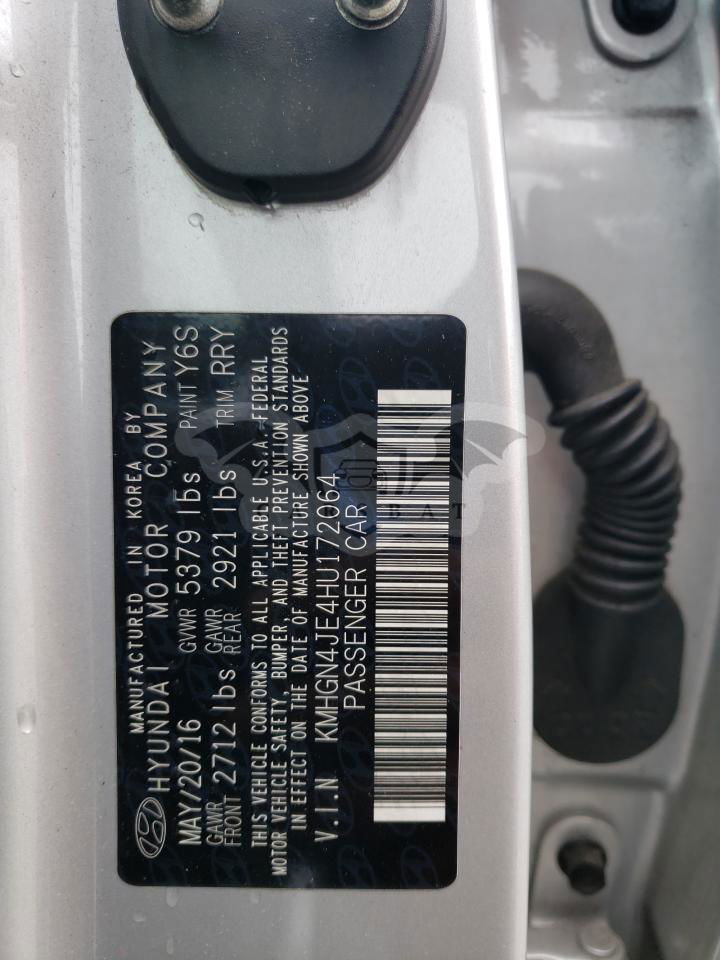 MANUFACTURED IN KOREA BY
HYUNDAI MOTOR COMPANY
MAY/20/16 GVWR 5379 lbs PAINT Y6S
GAWR FRONT 2712 lbs GAWR REAR 2921 lbs TRIM RRY
THIS VEHICLE CONFORMS TO ALL APPLICABLE U.S.A. FEDERAL
MOTOR VEHICLE SAFETY, BUMPER, AND THEFT PREVENTION STANDARDS
IN EFFECT ON THE DATE OF MANUFACTURE SHOWN ABOVE
V.I.N KMHGN4JE4HU172064
PASSENGER CAR